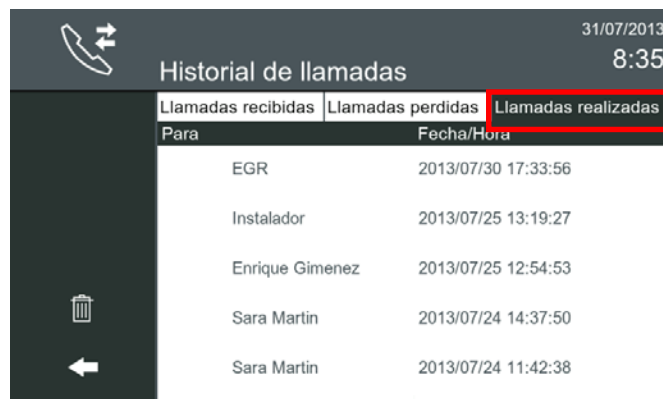 31/07/2013
8:35
Historial de llamadas
Llamadas recibidas Llamadas perdidas Llamadas realizadas
Para Fecha/Hora
EGR 2013/07/30 17:33:56
Instalador 2013/07/25 13:19:27
Enrique Gimenez 2013/07/25 12:54:53
Sara Martin 2013/07/24 14:37:50
Sara Martin 2013/07/24 11:42:38